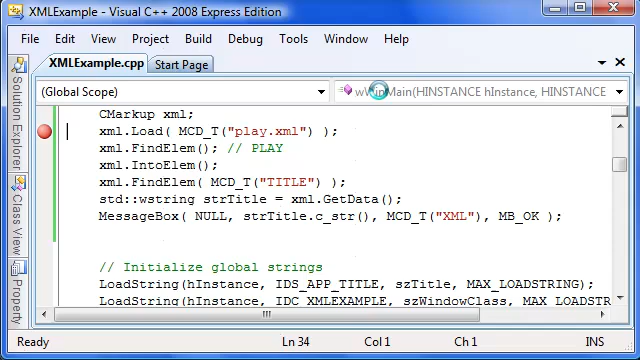 XMLExample - Visual C++ 2008 Express Edition
File Edit View Project Build Debug Tools Window Help
XMLExample.cpp Start Page
(Global Scope) wWinMain(HINSTANCE hInstance, HINSTANCE
CMarkup xml;
xml.Load( MCD_T("play.xml") );
xml.FindElem(); // PLAY
xml.IntoElem();
xml.FindElem( MCD_T("TITLE") );
std::wstring strTitle = xml.GetData();
MessageBox( NULL, strTitle.c_str(), MCD_T("XML"), MB_OK );
// Initialize global strings
LoadString(hInstance, IDS_APP_TITLE, szTitle, MAX_LOADSTRING);
LoadString(hInstance, IDC_XMLEXAMPLE, szWindowClass, MAX_LOADSTR
Solution Explorer
Class View
Property
Ready Ln 34 Col 1 Ch 1 INS